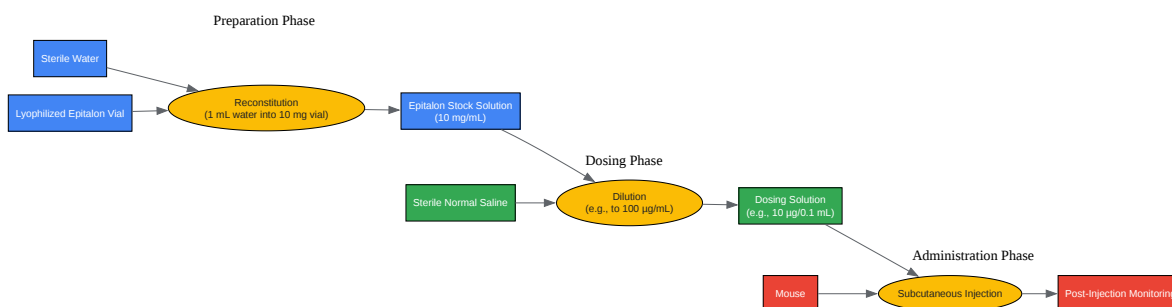 Preparation Phase
Sterile Water
Lyophilized Epitalon Vial
Reconstitution
(1 mL water into 10 mg vial)
Epitalon Stock Solution
(10 mg/mL)
Dosing Phase
Sterile Normal Saline
Dilution
(e.g., to 100 µg/mL)
Dosing Solution
(e.g., 10 µg/0.1 mL)
Administration Phase
Mouse
Subcutaneous Injection
Post-Injection Monitoring